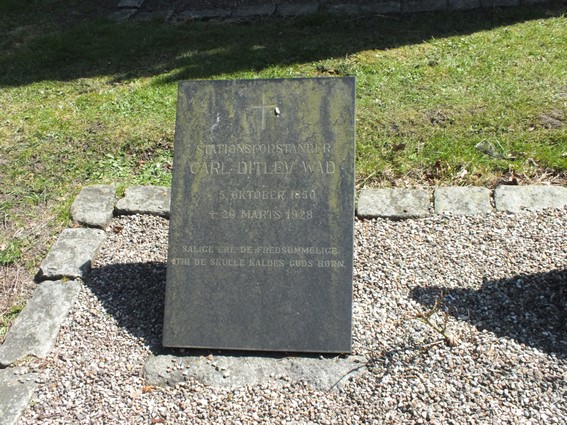 STATIONSFORSTANDER
CARL DITLEV WAD
* 5. OKTOBER 1850
+ 29 MARTS 1928
SALIGE ERE DE FREDSOMMELIGE
THI DE SKULLE KALDES GUDS BØRN.